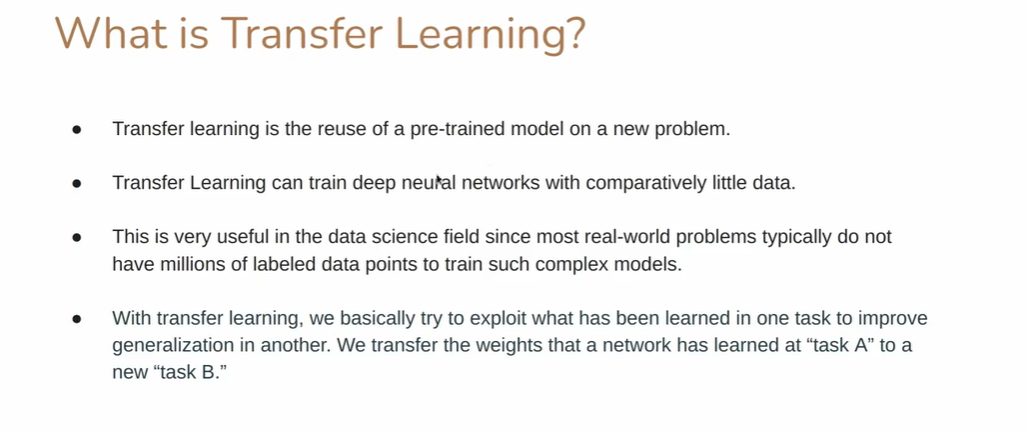 What is Transfer Learning?
● Transfer learning is the reuse of a pre-trained model on a new problem.
● Transfer Learning can train deep neural networks with comparatively little data.
● This is very useful in the data science field since most real-world problems typically do not
have millions of labeled data points to train such complex models.
● With transfer learning, we basically try to exploit what has been learned in one task to improve
generalization in another. We transfer the weights that a network has learned at “task A” to a
new “task B.”